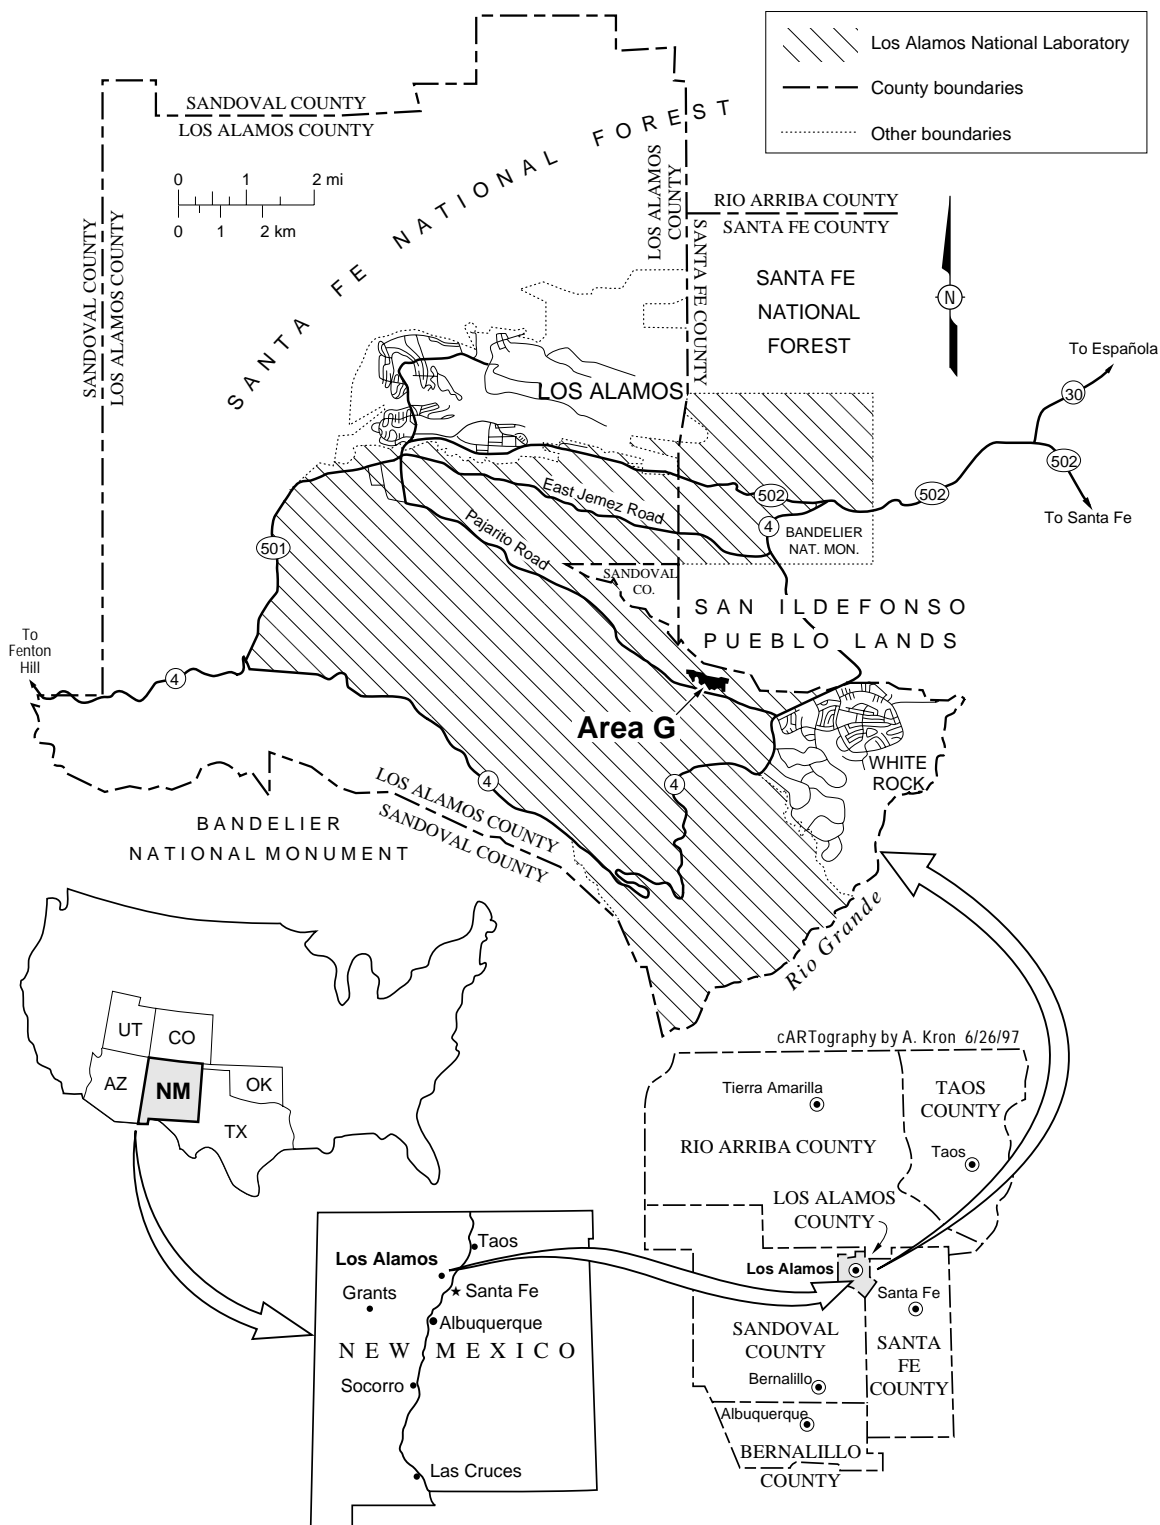 Los Alamos National Laboratory
County boundaries
Other boundaries
SANDOVAL COUNTY
LOS ALAMOS COUNTY
SANTA FE NATIONAL FOREST
0 1 2 mi
0 1 2 km
SANDOVAL COUNTY
LOS ALAMOS COUNTY
LOS ALAMOS
COUNTY
RIO ARRIBA COUNTY
SANTA FE COUNTY
SANTA FE COUNTY
SANTA FE
NATIONAL
FOREST
N
To Española
30
LOS ALAMOS
502
502
502
To Santa Fe
East Jemez Road
4
BANDELIER
NAT. MON.
Pajarito Road
501
SANDOVAL
CO.
SAN ILDEFONSO
PUEBLO LANDS
To
Fenton
Hill
4
Area G
WHITE
ROCK
4
4
LOS ALAMOS COUNTY
SANDOVAL COUNTY
BANDELIER
NATIONAL MONUMENT
Rio Grande
UT
CO
AZ
NM
OK
TX
cARTography by A. Kron 6/26/97
Tierra Amarilla
TAOS
COUNTY
RIO ARRIBA COUNTY
Taos
LOS ALAMOS
COUNTY
Los Alamos
Santa Fe
SANDOVAL
COUNTY
SANTA
FE
COUNTY
Bernalillo
Albuquerque
BERNALILLO
COUNTY
Taos
Los Alamos
Grants
Santa Fe
Albuquerque
NEW MEXICO
Socorro
Las Cruces